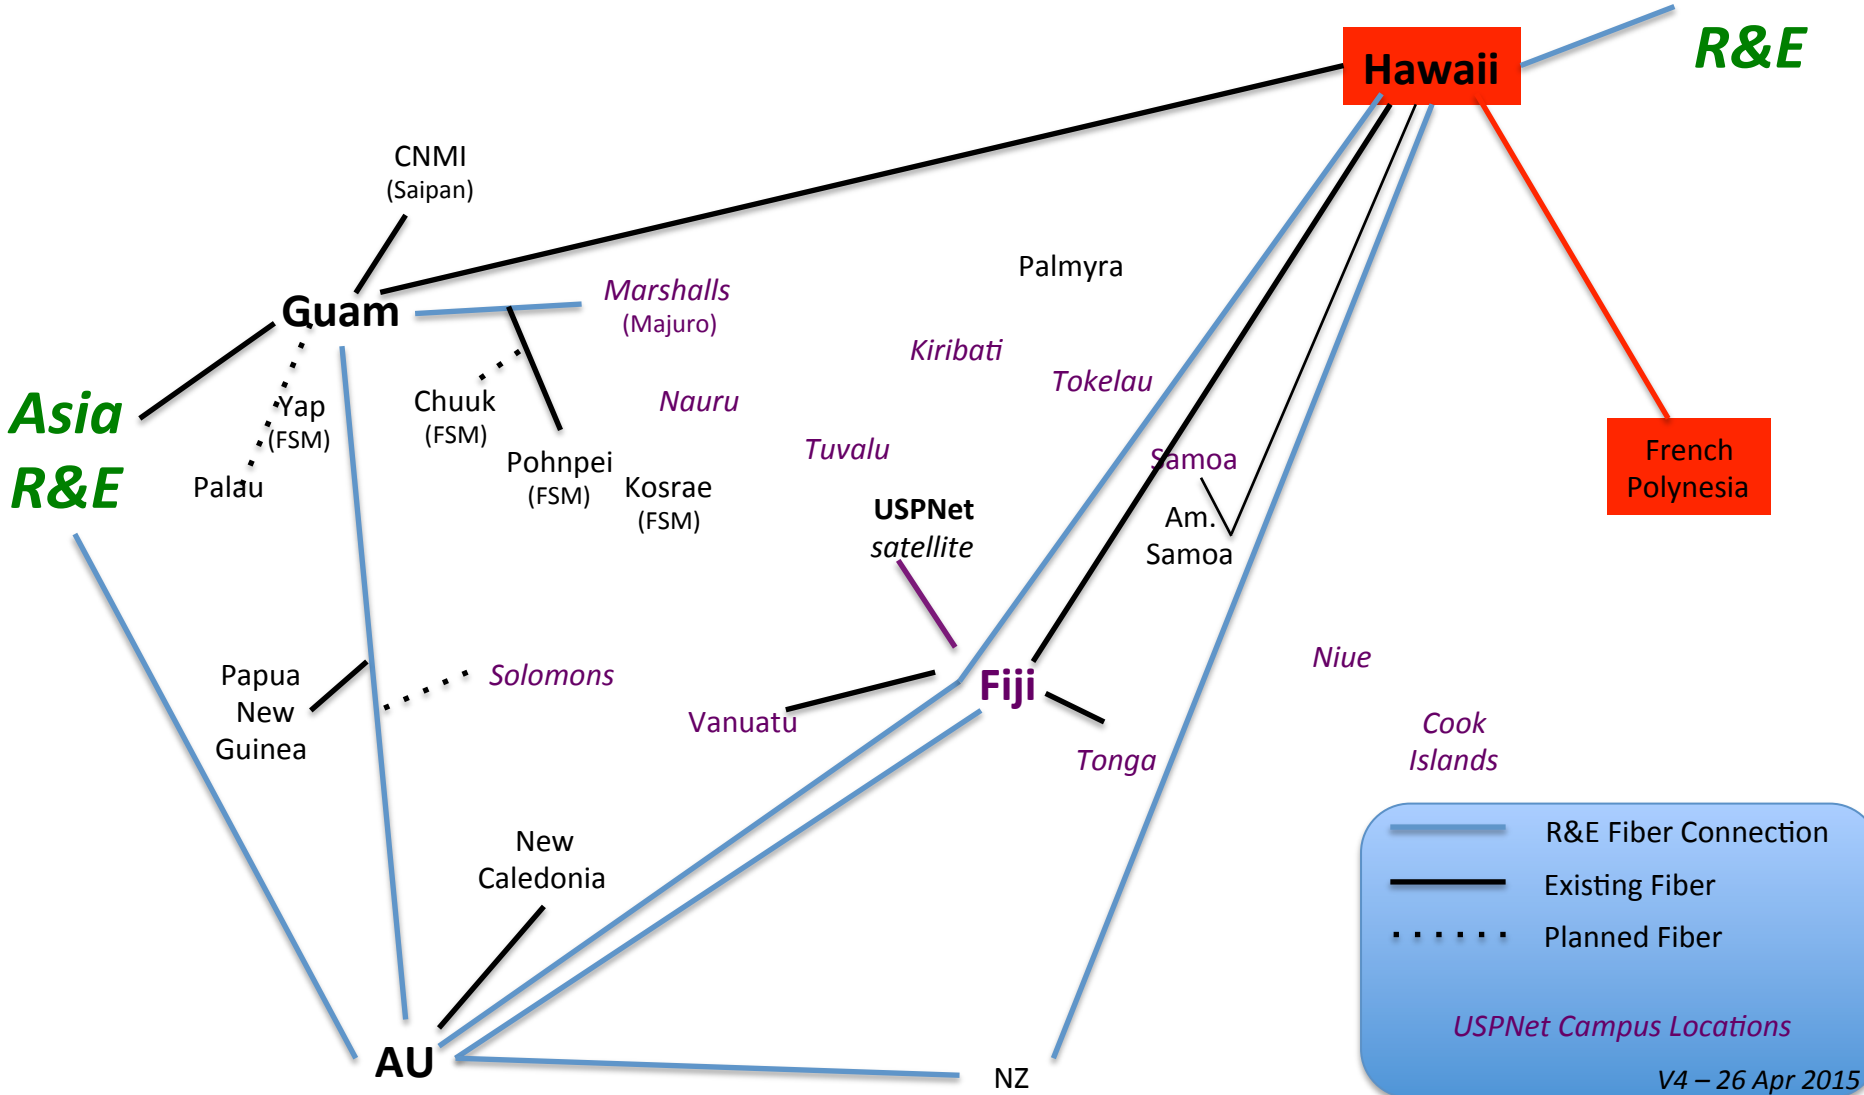 R&E
Hawaii
CNMI
(Saipan)
Palmyra
Guam
Marshalls
(Majuro)
Kiribati
Tokelau
Asia
R&E
Yap
(FSM)
Chuuk
(FSM)
Nauru
Tuvalu
Samoa
French
Polynesia
Palau
Pohnpei
(FSM)
Kosrae
(FSM)
USPNet
satellite
Am.
Samoa
Papua
New
Guinea
Solomons
Fiji
Niue
Vanuatu
Tonga
Cook
Islands
New
Caledonia
AU
NZ
R&E Fiber Connection
Existing Fiber
Planned Fiber
USPNet Campus Locations
V4 – 26 Apr 2015